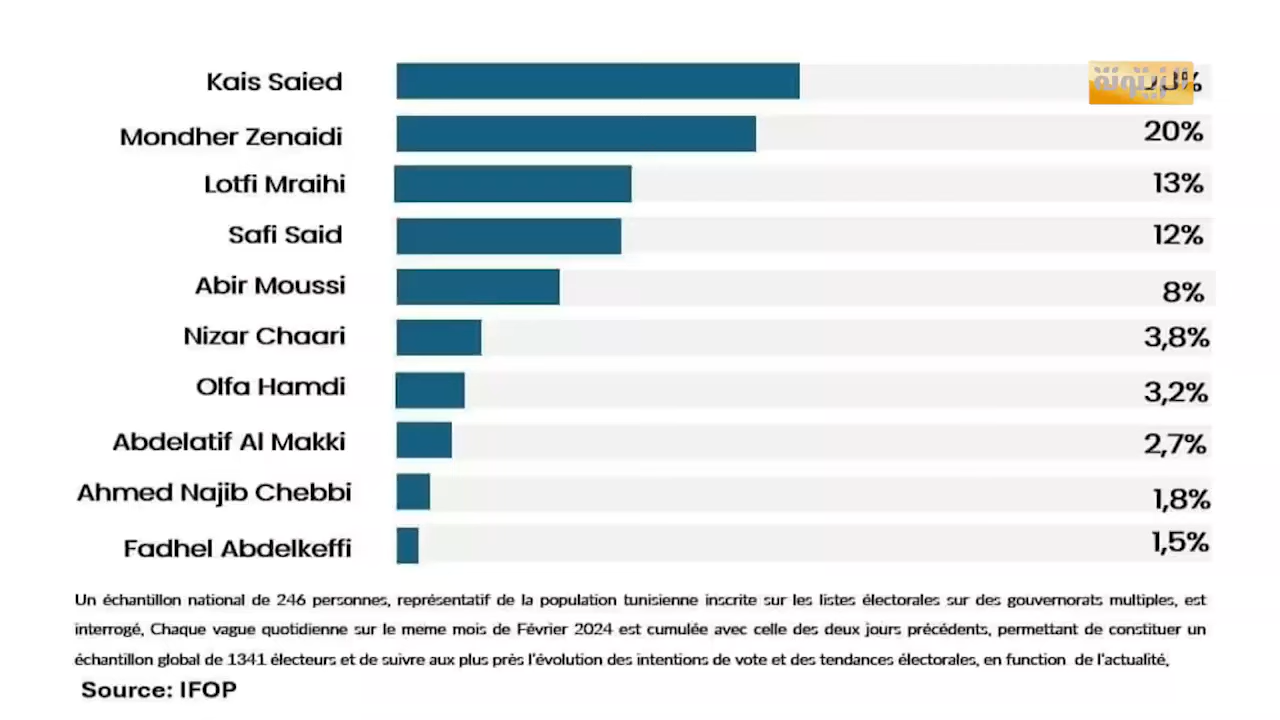 Kais Saied 23%
الزيتونة
Mondher Zenaidi 20%
Lotfi Mraihi 13%
Safi Said 12%
Abir Moussi 8%
Nizar Chaari 3,8%
Olfa Hamdi 3,2%
Abdelatif Al Makki 2,7%
Ahmed Najib Chebbi 1,8%
Fadhel Abdelkeffi 1,5%
Un échantillon national de 246 personnes, représentatif de la population tunisienne inscrite sur les listes électorales sur des gouvernorats multiples, est
interrogé, Chaque vague quotidienne sur le meme mois de Février 2024 est cumulée avec celle des deux jours précédents, permettant de constituer un
échantillon global de 1341 électeurs et de suivre aux plus près l'évolution des intentions de vote et des tendances électorales, en function de l'actualité,
Source: IFOP